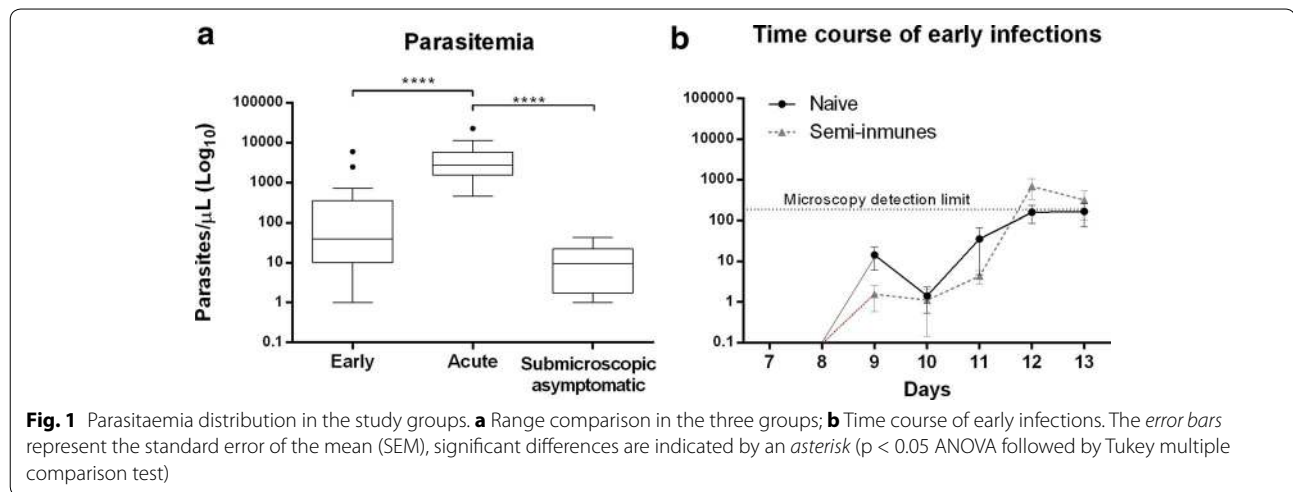 a
Parasitemia
****
****
Parasites/µL (Log10)
100000
10000
1000
100
10
1
0.1
Early
Acute
Submicroscopic
asymptomatic
b
Time course of early infections
100000
10000
1000
100
10
1
0.1
Naive
Semi-inmunes
Microscopy detection limit
7 8 9 10 11 12 13
Days
Fig. 1 Parasitaemia distribution in the study groups. a Range comparison in the three groups; b Time course of early infections. The error bars
represent the standard error of the mean (SEM), significant differences are indicated by an asterisk (p < 0.05 ANOVA followed by Tukey multiple
comparison test)